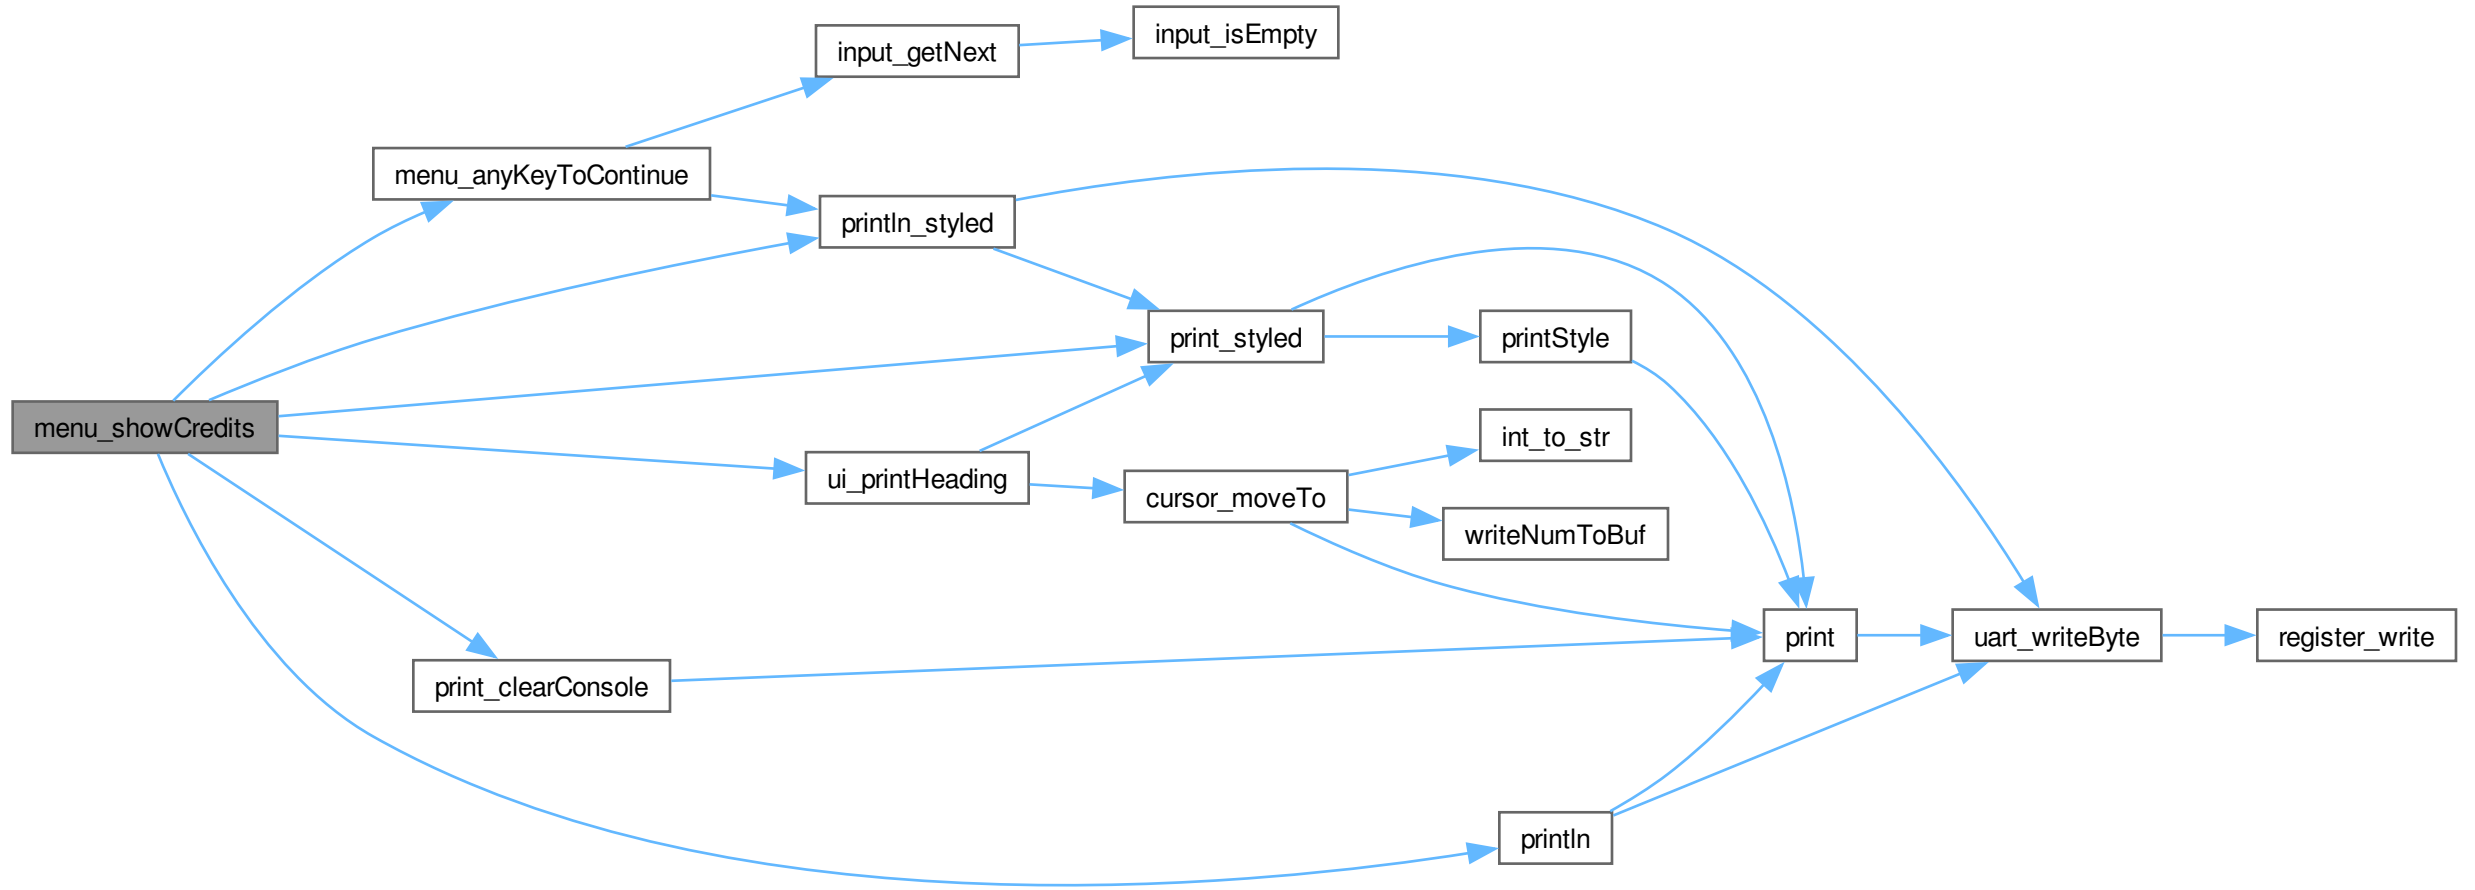 input_isEmpty
input_getNext
menu_anyKeyToContinue
println_styled
print_styled
printStyle
menu_showCredits
int_to_str
ui_printHeading
cursor_moveTo
writeNumToBuf
print
uart_writeByte
register_write
print_clearConsole
println